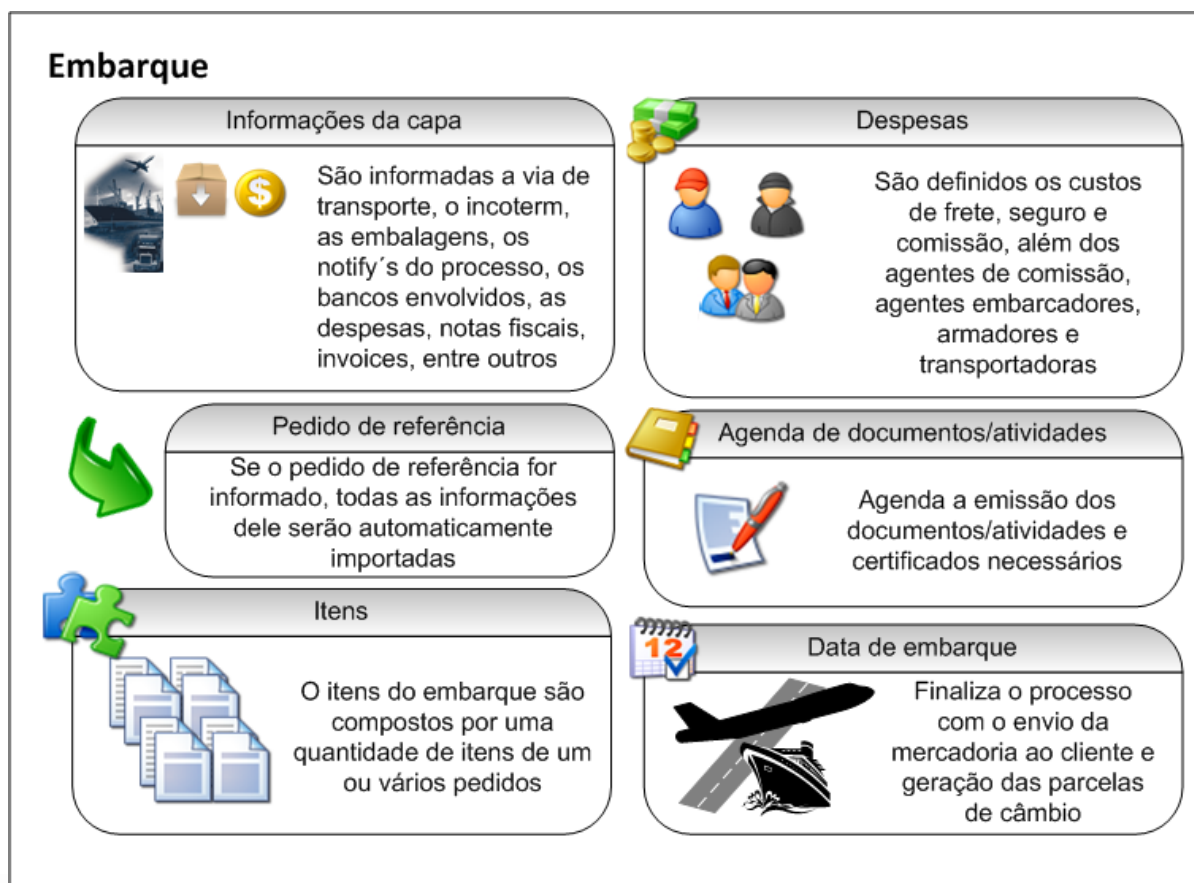 Embarque
Informações da capa
São informadas a via de
transporte, o incoterm,
as embalagens, os
notify´s do processo, os
bancos envolvidos, as
despesas, notas fiscais,
invoices, entre outros
Pedido de referência
Se o pedido de referência for
informado, todas as informações
dele serão automaticamente
importadas
Itens
O itens do embarque são
compostos por uma
quantidade de itens de um
ou vários pedidos
Despesas
São definidos os custos
de frete, seguro e
comissão, além dos
agentes de comissão,
agentes embarcadores,
armadores e
transportadoras
Agenda de documentos/atividades
Agenda a emissão dos
documentos/atividades e
certificados necessários
12
Data de embarque
Finaliza o processo
com o envio da
mercadoria ao cliente e
geração das parcelas
de câmbio